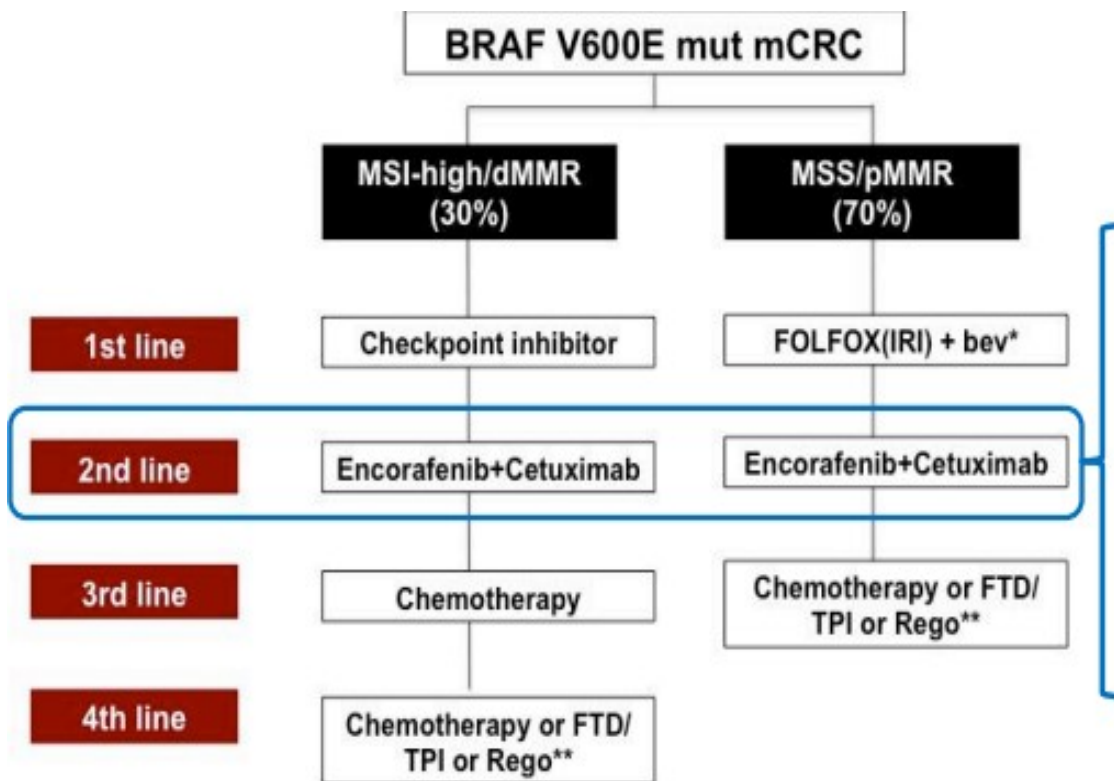 BRAF V600E mut mCRC
MSI-high/dMMR
(30%)
MSS/pMMR
(70%)
1st line
Checkpoint inhibitor
FOLFOX(IRI) + bev*
2nd line
Encorafenib+Cetuximab
Encorafenib+Cetuximab
3rd line
Chemotherapy
Chemotherapy or FTD/
TPI or Rego**
4th line
Chemotherapy or FTD/
TPI or Rego**